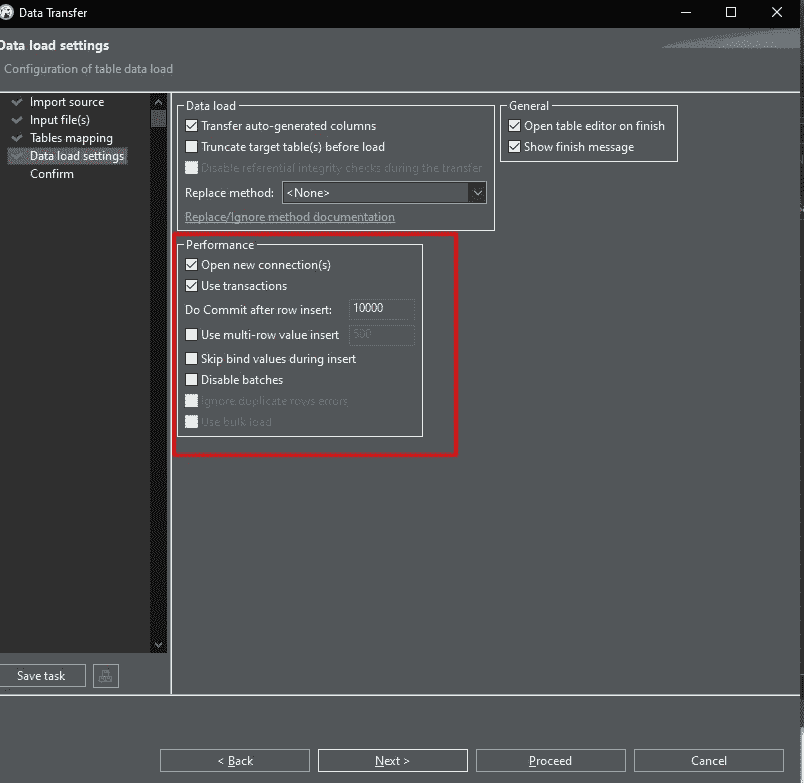 Data Transfer
Data load settings
Configuration of table data load
Import source
Input file(s)
Tables mapping
Data load settings
Confirm
Data load
Transfer auto-generated columns
Truncate target table(s) before load
Disable referential integrity checks during the transfer
Replace method: <None>
Replace/Ignore method documentation
General
Open table editor on finish
Show finish message
Performance
Open new connection(s)
Use transactions
Do Commit after row insert: 10000
Use multi-row value insert 500
Skip bind values during insert
Disable batches
Ignore duplicate rows errors
Use bulk load
Save task
< Back
Next >
Proceed
Cancel